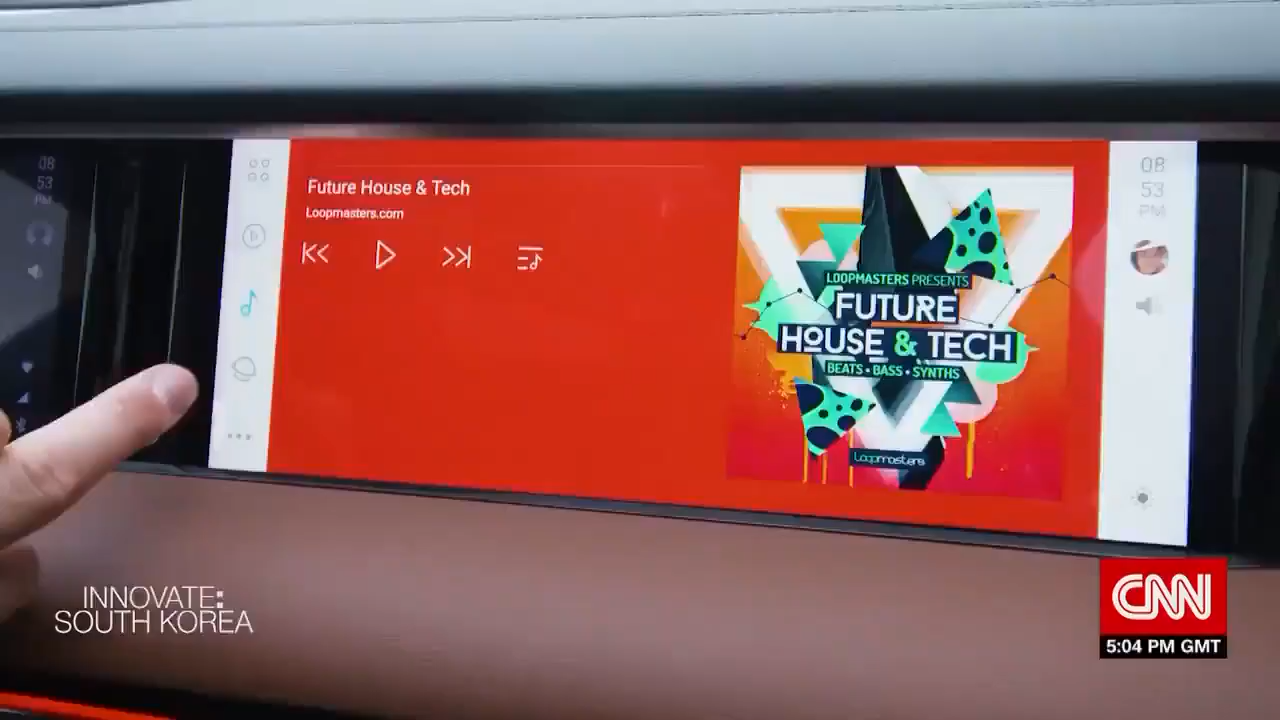 08
53
PM
Future House & Tech
Loopmasters.com
LOOPMASTERS PRESENTS
FUTURE
HOUSE & TECH
BEATS • BASS • SYNTHS
Loopmasters
08
53
PM
INNOVATE:
SOUTH KOREA
CNN
5:04 PM GMT